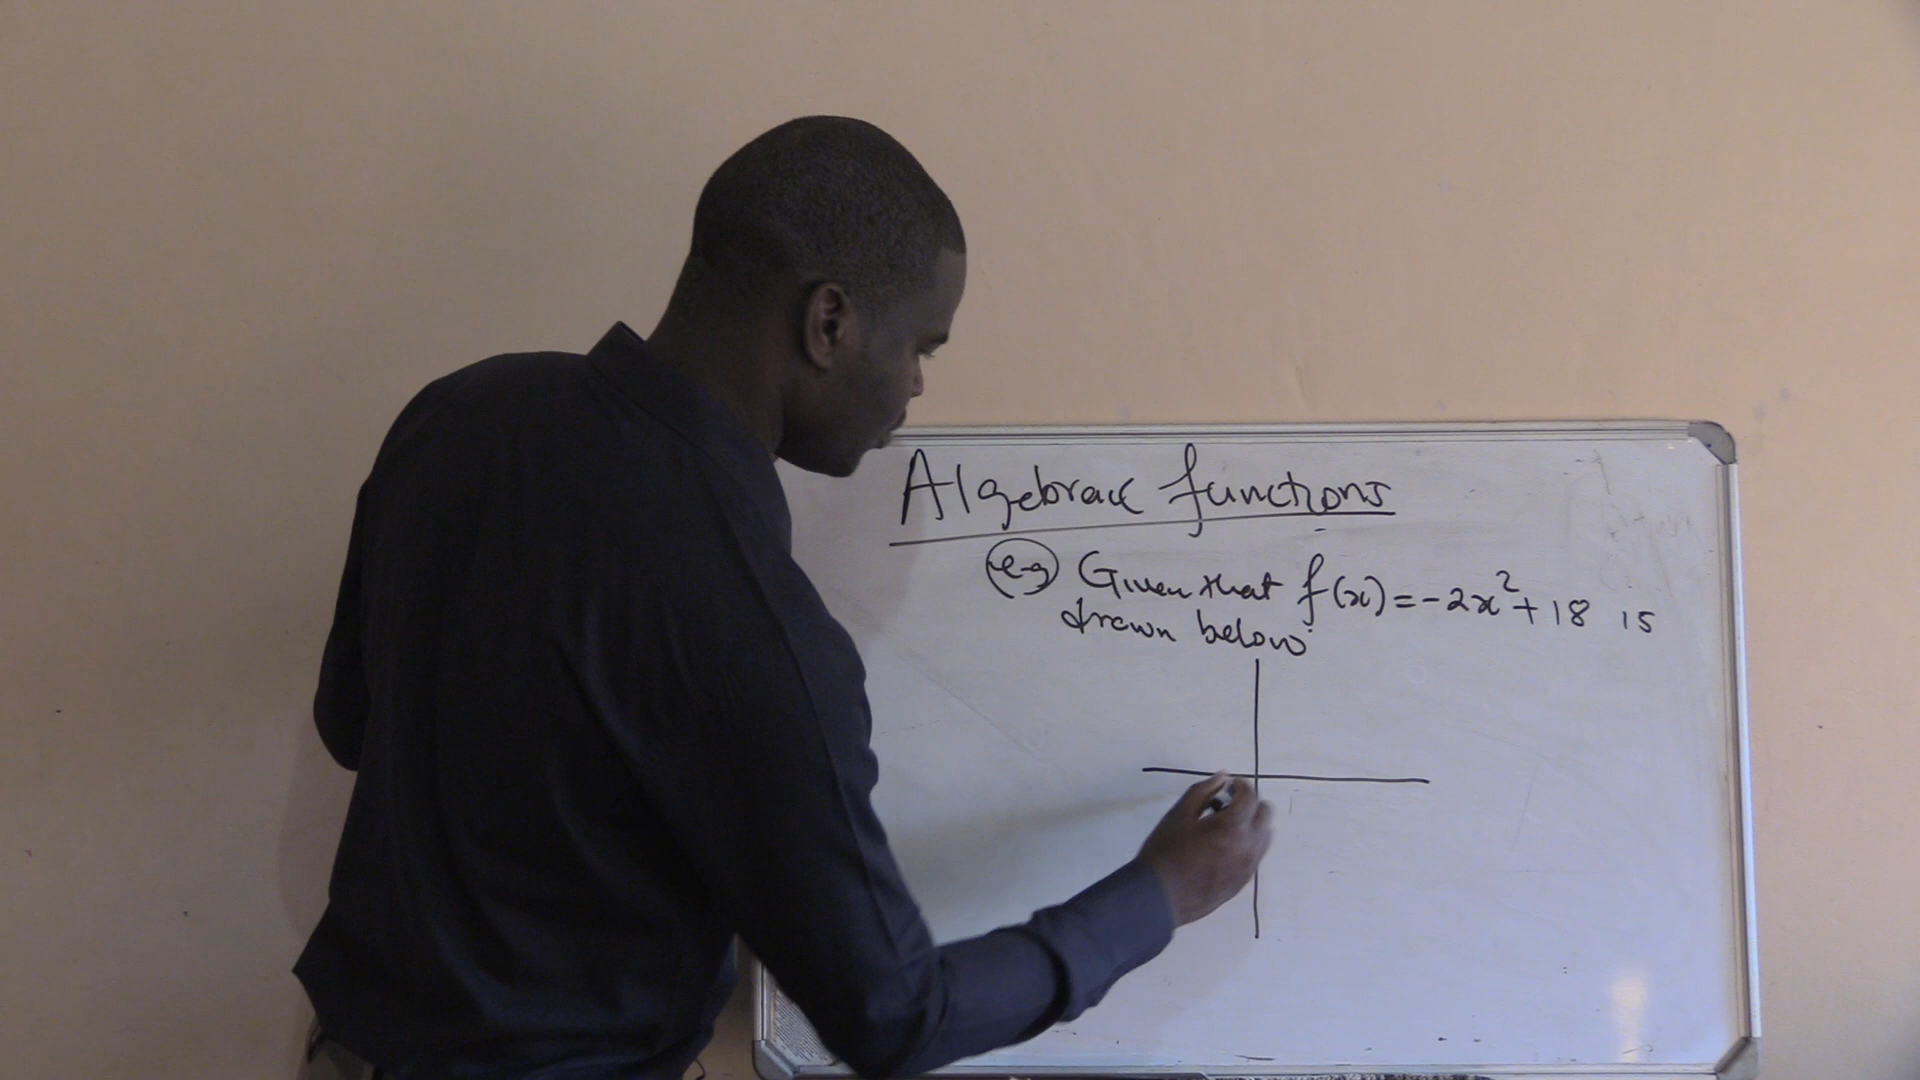 Algebraic functions
e-g Given that f(x)=-2x²+18 is
drawn below.